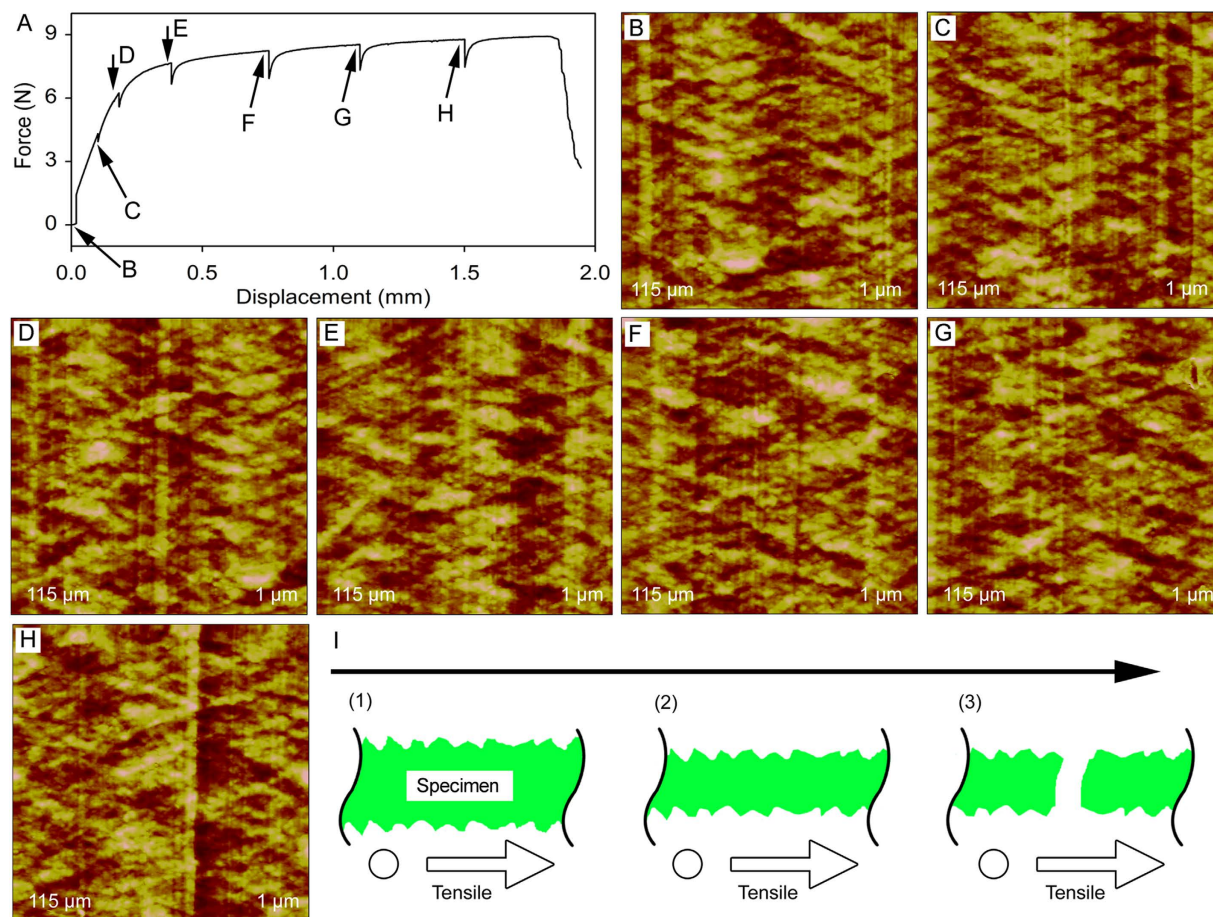 A
Force (N)
9
6
3
0
D
E
F
G
H
C
B
0.0 0.5 1.0 1.5 2.0
Displacement (mm)
B
115 µm 1 µm
C
115 µm 1 µm
D
115 µm 1 µm
E
115 µm 1 µm
F
115 µm 1 µm
G
115 µm 1 µm
H
115 µm 1 µm
I
(1) (2) (3)
Specimen
Tensile Tensile Tensile